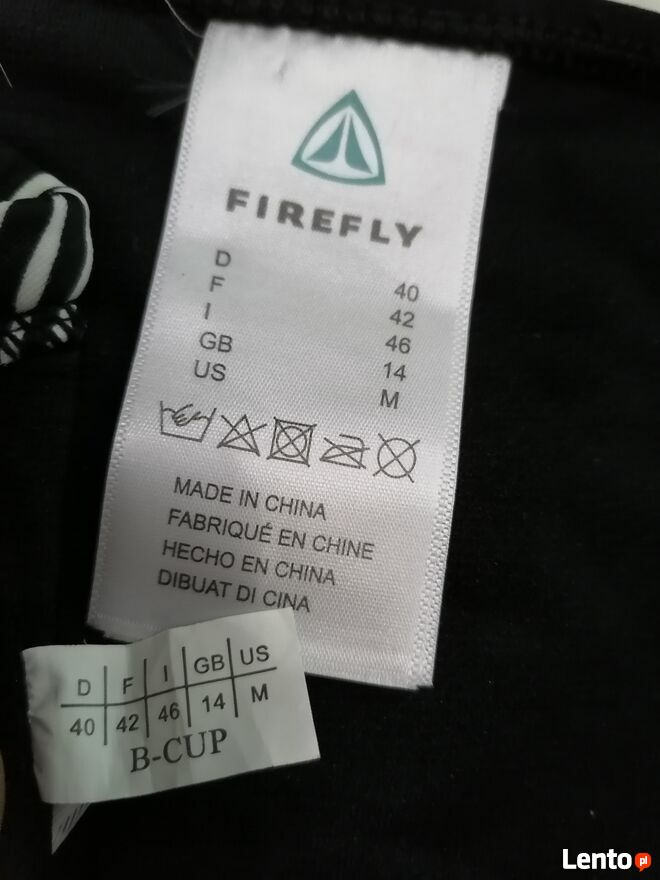 FIREFLY
D 40
F 42
I 46
GB 14
US M
MADE IN CHINA
FABRIQUÉ EN CHINE
HECHO EN CHINA
DIBUAT DI CINA
D F I GB US
40 42 46 14 M
B-CUP
Lento pl